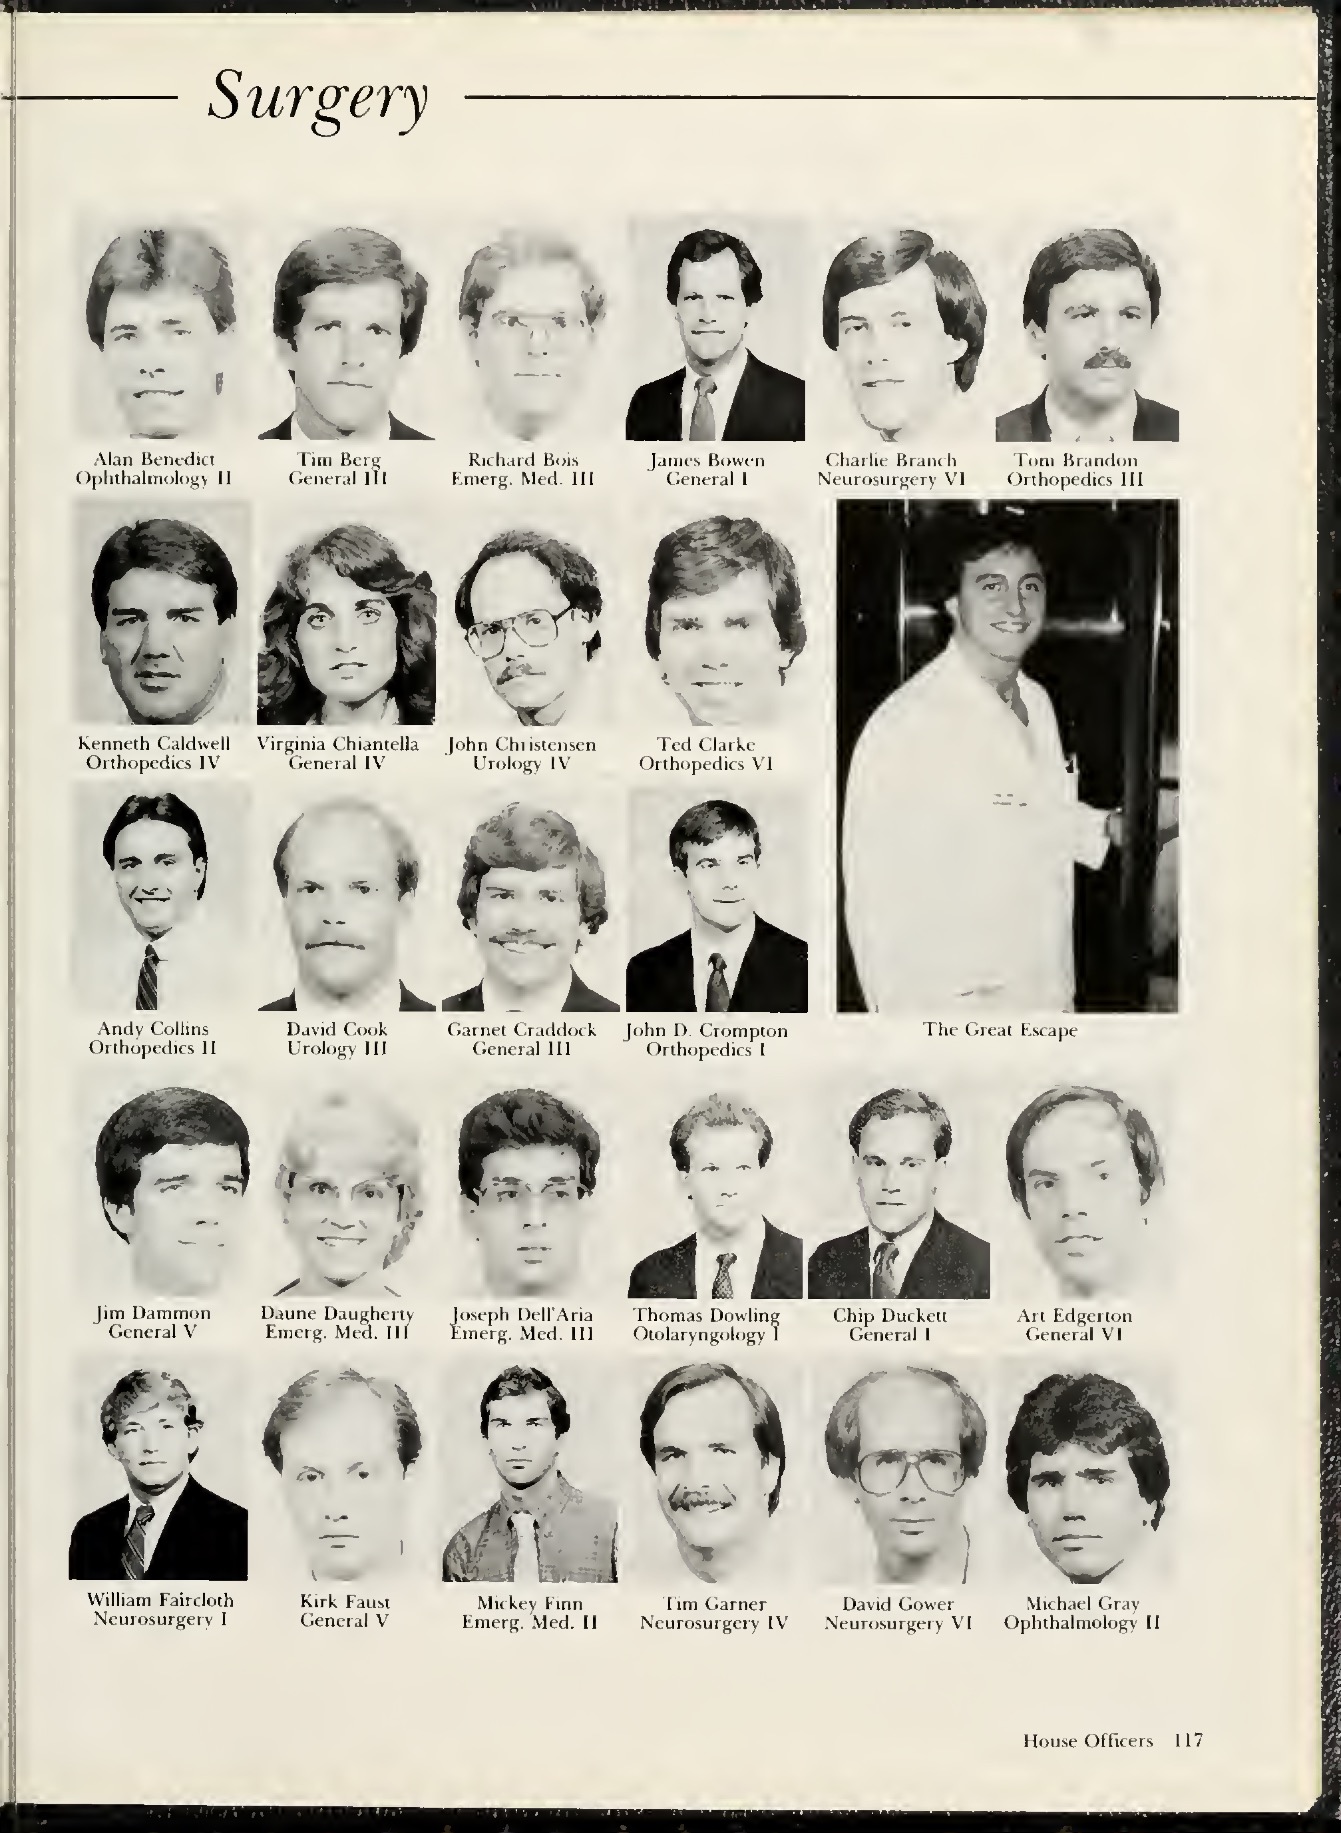 Surgery
Alan Benedict
Ophthalmology II
Tim Berg
General III
Richard Bois
Emerg. Med. III
James Bowen
General I
Charlie Branch
Neurosurgery VI
Tom Brandon
Orthopedics III
Kenneth Caldwell
Orthopedics IV
Virginia Chiantella
General IV
John Christensen
Urology IV
Ted Clarke
Orthopedics VI
Andy Collins
Orthopedics II
David Cook
Urology III
Garnet Craddock
General III
John D. Crompton
Orthopedics I
The Great Escape
Jim Dammon
General V
Daune Daugherty
Emerg. Med. III
Joseph Dell'Aria
Emerg. Med. III
Thomas Dowling
Otolaryngology I
Chip Duckett
General I
Art Edgerton
General VI
William Faircloth
Neurosurgery I
Kirk Faust
General V
Mickey Finn
Emerg. Med. II
Tim Garner
Neurosurgery IV
David Gower
Neurosurgery VI
Michael Gray
Ophthalmology II
House Officers 117